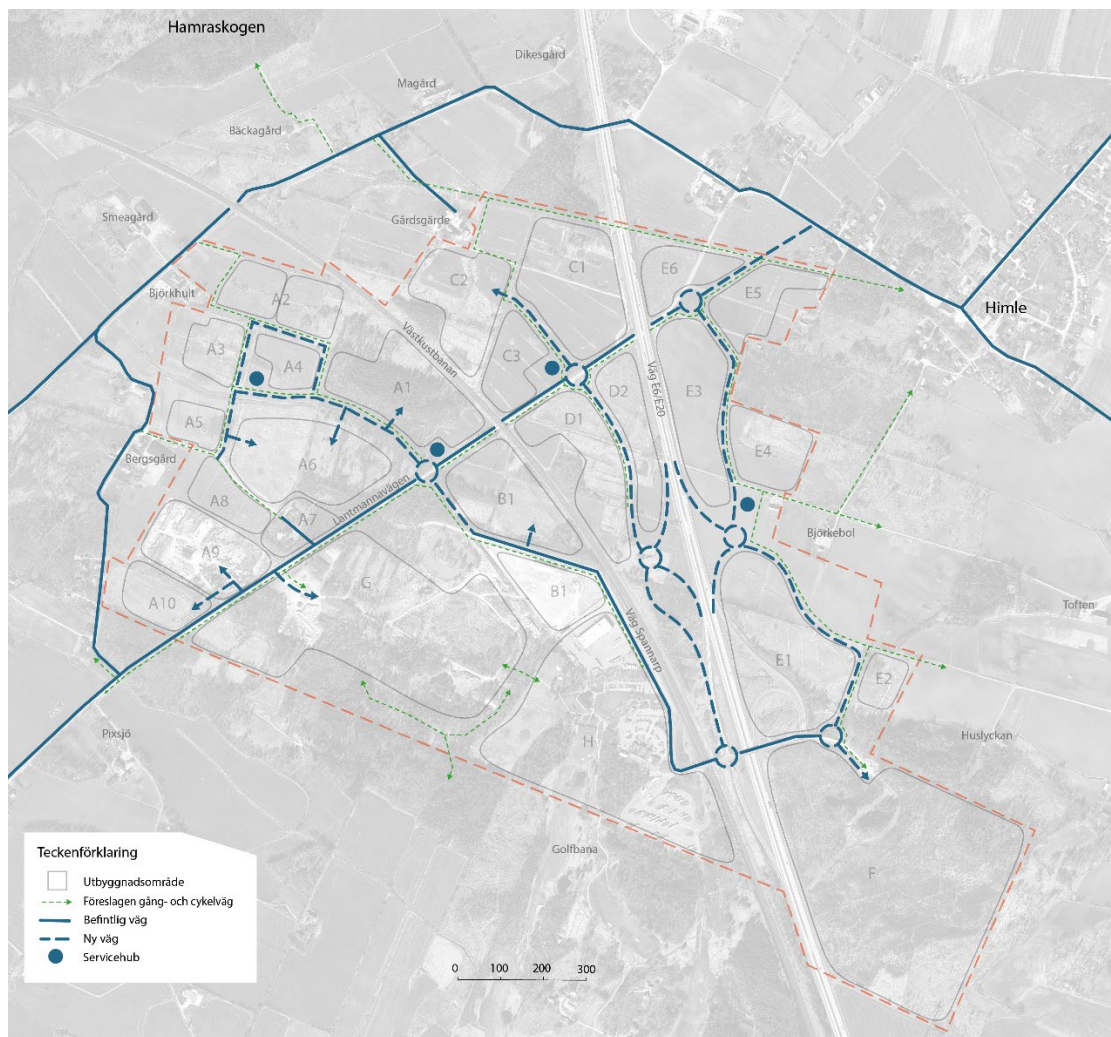 Hamraskogen
Dikesgård
Magård
Bäckagård
Smeagård
Gårdsgärde
C1
E6
C2
E5
Björkhult
A2
Himle
Västkustbanan
Väg E6/E20
A3
A4
C3
D2
E3
A1
D1
A5
E4
Bergsgård
A6
Lantmannavägen
B1
A8
A7
Björkebol
A9
G
B1
A10
Väg Spannarp
Toften
E1
E2
Pixsjö
H
Huslyckan
Golfbana
F
Teckenförklaring
Utbyggnadsområde
Föreslagen gång- och cykelväg
Befintlig väg
Ny väg
Servicehub
0 100 200 300